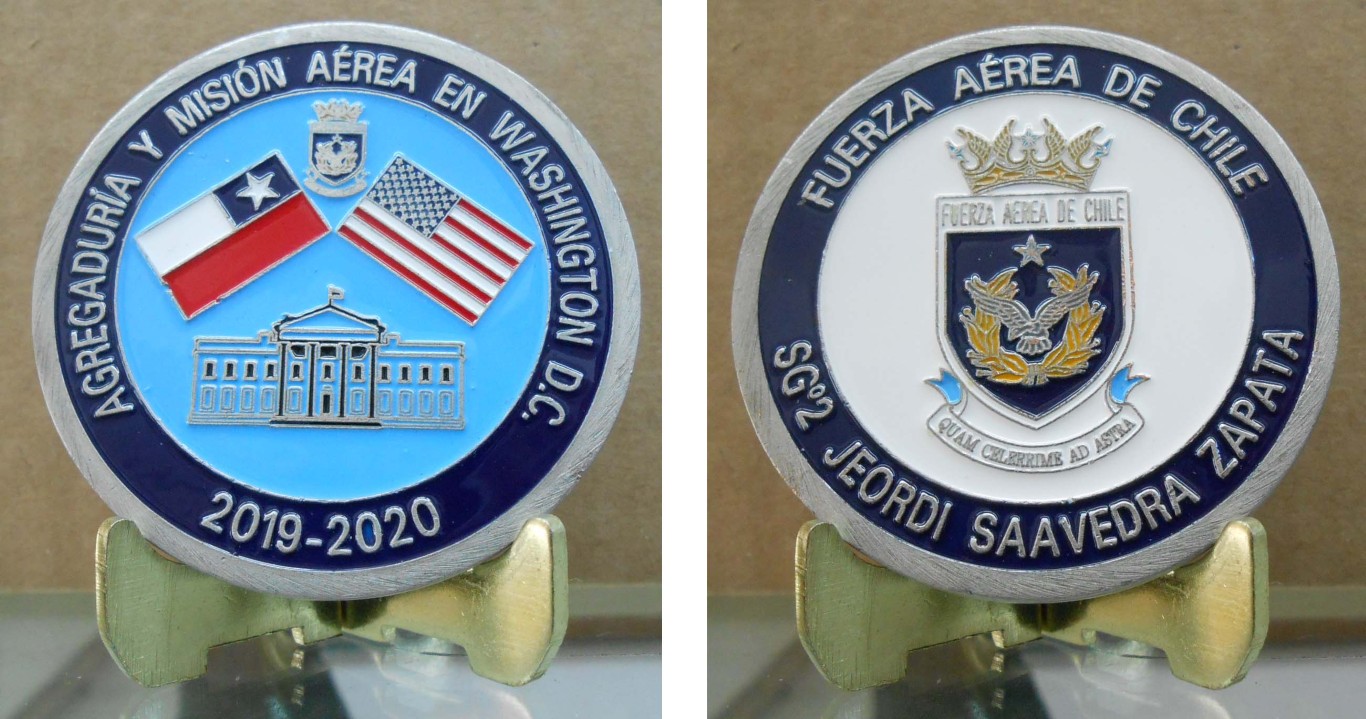 AGREGADURÍA Y MISIÓN AÉREA EN WASHINGTON D.C.
2019-2020
FUERZA AÉREA DE CHILE
FUERZA AEREA DE CHILE
QUAM CELERRIME AD ASTRA
SGº2 JEORDI SAAVEDRA ZAPATA